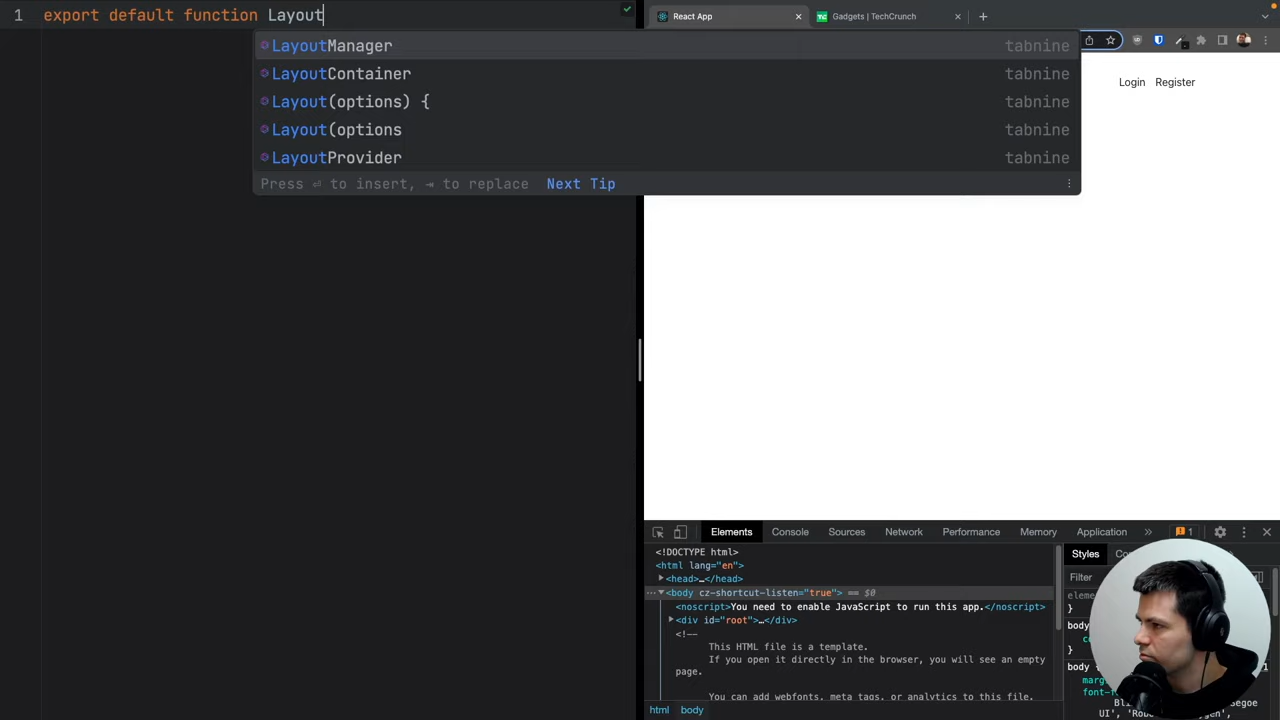 1 export default function Layout
LayoutManager tabnine
LayoutContainer tabnine
Layout(options) { tabnine
Layout(options tabnine
LayoutProvider tabnine
Press ⏎ to insert, ⇥ to replace Next Tip
React App
Gadgets | TechCrunch
Login Register
Elements Console Sources Network Performance Memory Application » 1
<!DOCTYPE html>
<html lang="en">
<head>…</head>
<body cz-shortcut-listen="true"> == $0
<noscript>You need to enable JavaScript to run this app.</noscript>
<div id="root">…</div>
<!--
This HTML file is a template.
If you open it directly in the browser, you will see an empty
page.
You can add webfonts, meta tags, or analytics to this file.
html body
Styles
Filter
}
body
}
body
font-